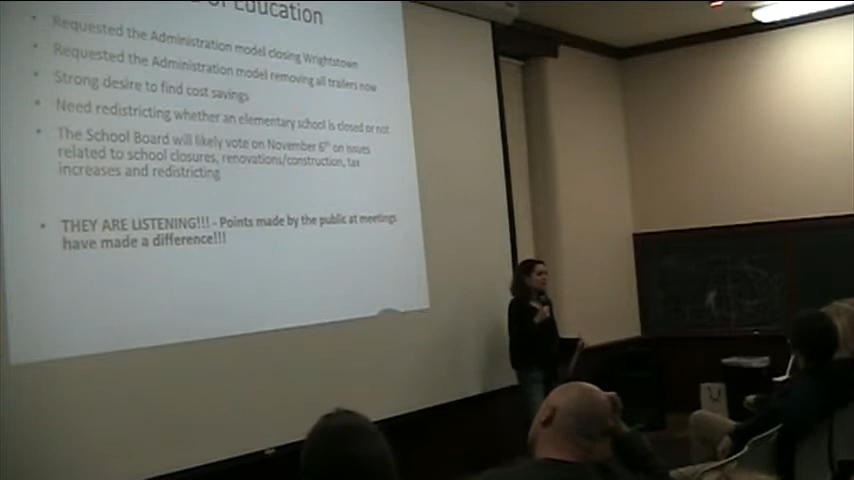 of Education
• Requested the Administration model closing Wrightstown
• Requested the Administration model removing all trailers now
• Strong desire to find cost savings
• Need redistricting whether an elementary school is closed or not
• The School Board will likely vote on November 6th on issues
related to school closures, renovations/construction, tax
increases and redistricting
• THEY ARE LISTENING!!! - Points made by the public at meetings
have made a difference!!!